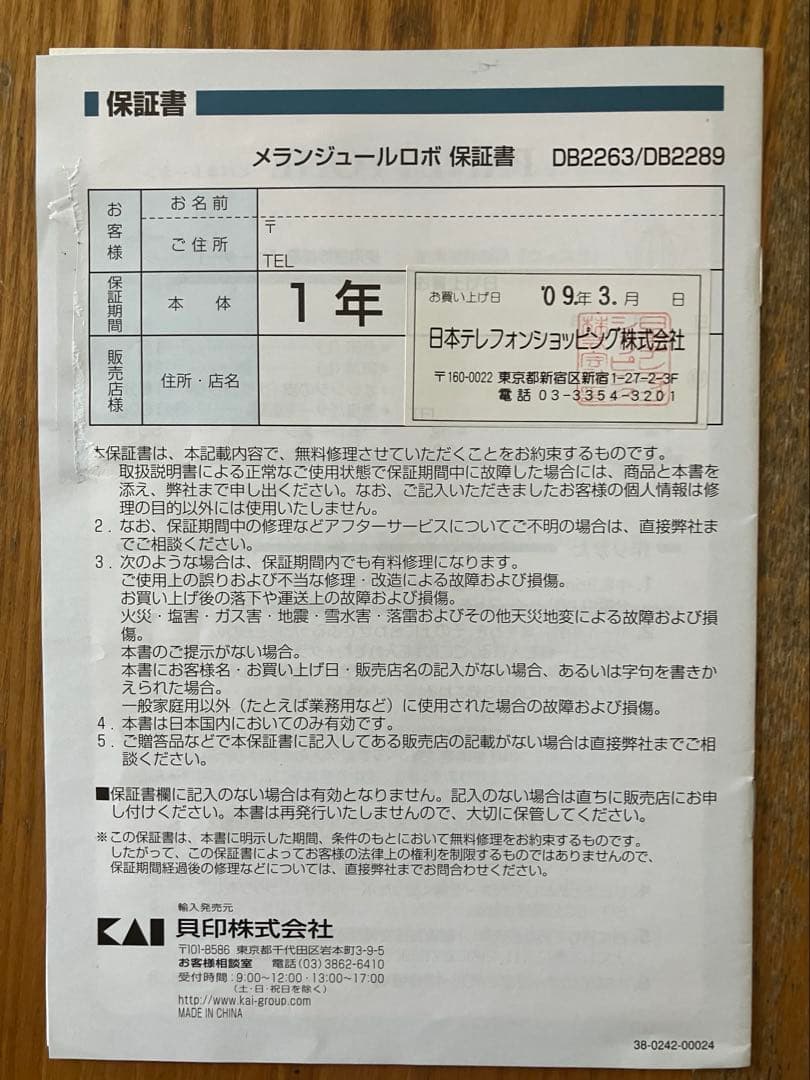 保証書
メランジュールロボ 保証書 DB2263/DB2289
お客様
お名前
ご住所
〒
TEL
保証期間
本 体
1年
販売店様
住所・店名
お買い上げ日 '09.年 3.月 日
日本テレフォンショッピング株式会社
〒160-0022 東京都新宿区新宿1-27-2-3F
電話 03-3354-3201
本保証書は、本記載内容で、無料修理させていただくことをお約束するものです。
取扱説明書による正常なご使用状態で保証期間中に故障した場合には、商品と本書を
添え、弊社まで申し出ください。なお、ご記入いただきましたお客様の個人情報は修
理の目的以外には使用いたしません。
2. なお、保証期間中の修理などアフターサービスについてご不明の場合は、直接弊社ま
でご相談ください。
3. 次のような場合は、保証期間内でも有料修理になります。
ご使用上の誤りおよび不当な修理・改造による故障および損傷。
お買い上げ後の落下や運送上の故障および損傷。
火災・塩害・ガス害・地震・雪水害・落雷およびその他天災地変による故障および損
傷。
本書のご提示がない場合。
本書にお客様名・お買い上げ日・販売店名の記入がない場合、あるいは字句を書きか
えられた場合。
一般家庭用以外（たとえば業務用など）に使用された場合の故障および損傷。
4. 本書は日本国内においてのみ有効です。
5. ご贈答品などで本保証書に記入してある販売店の記載がない場合は直接弊社までご相
談ください。
■保証書欄に記入のない場合は有効となりません。記入のない場合は直ちに販売店にお申
し付けください。本書は再発行いたしませんので、大切に保管してください。
※この保証書は、本書に明示した期間、条件のもとにおいて無料修理をお約束するものです。
したがって、この保証書によってお客様の法律上の権利を制限するものではありませんので、
保証期間経過後の修理などについては、直接弊社までお問合わせください。
輸入発売元
KAI 貝印株式会社
〒101-8586 東京都千代田区岩本町3-9-5
お客様相談室 電話(03)3862-6410
受付時間:9:00~12:00・13:00~17:00
(土・日・祝日を除く)
http://www.kai-group.com
MADE IN CHINA
38-0242-00024